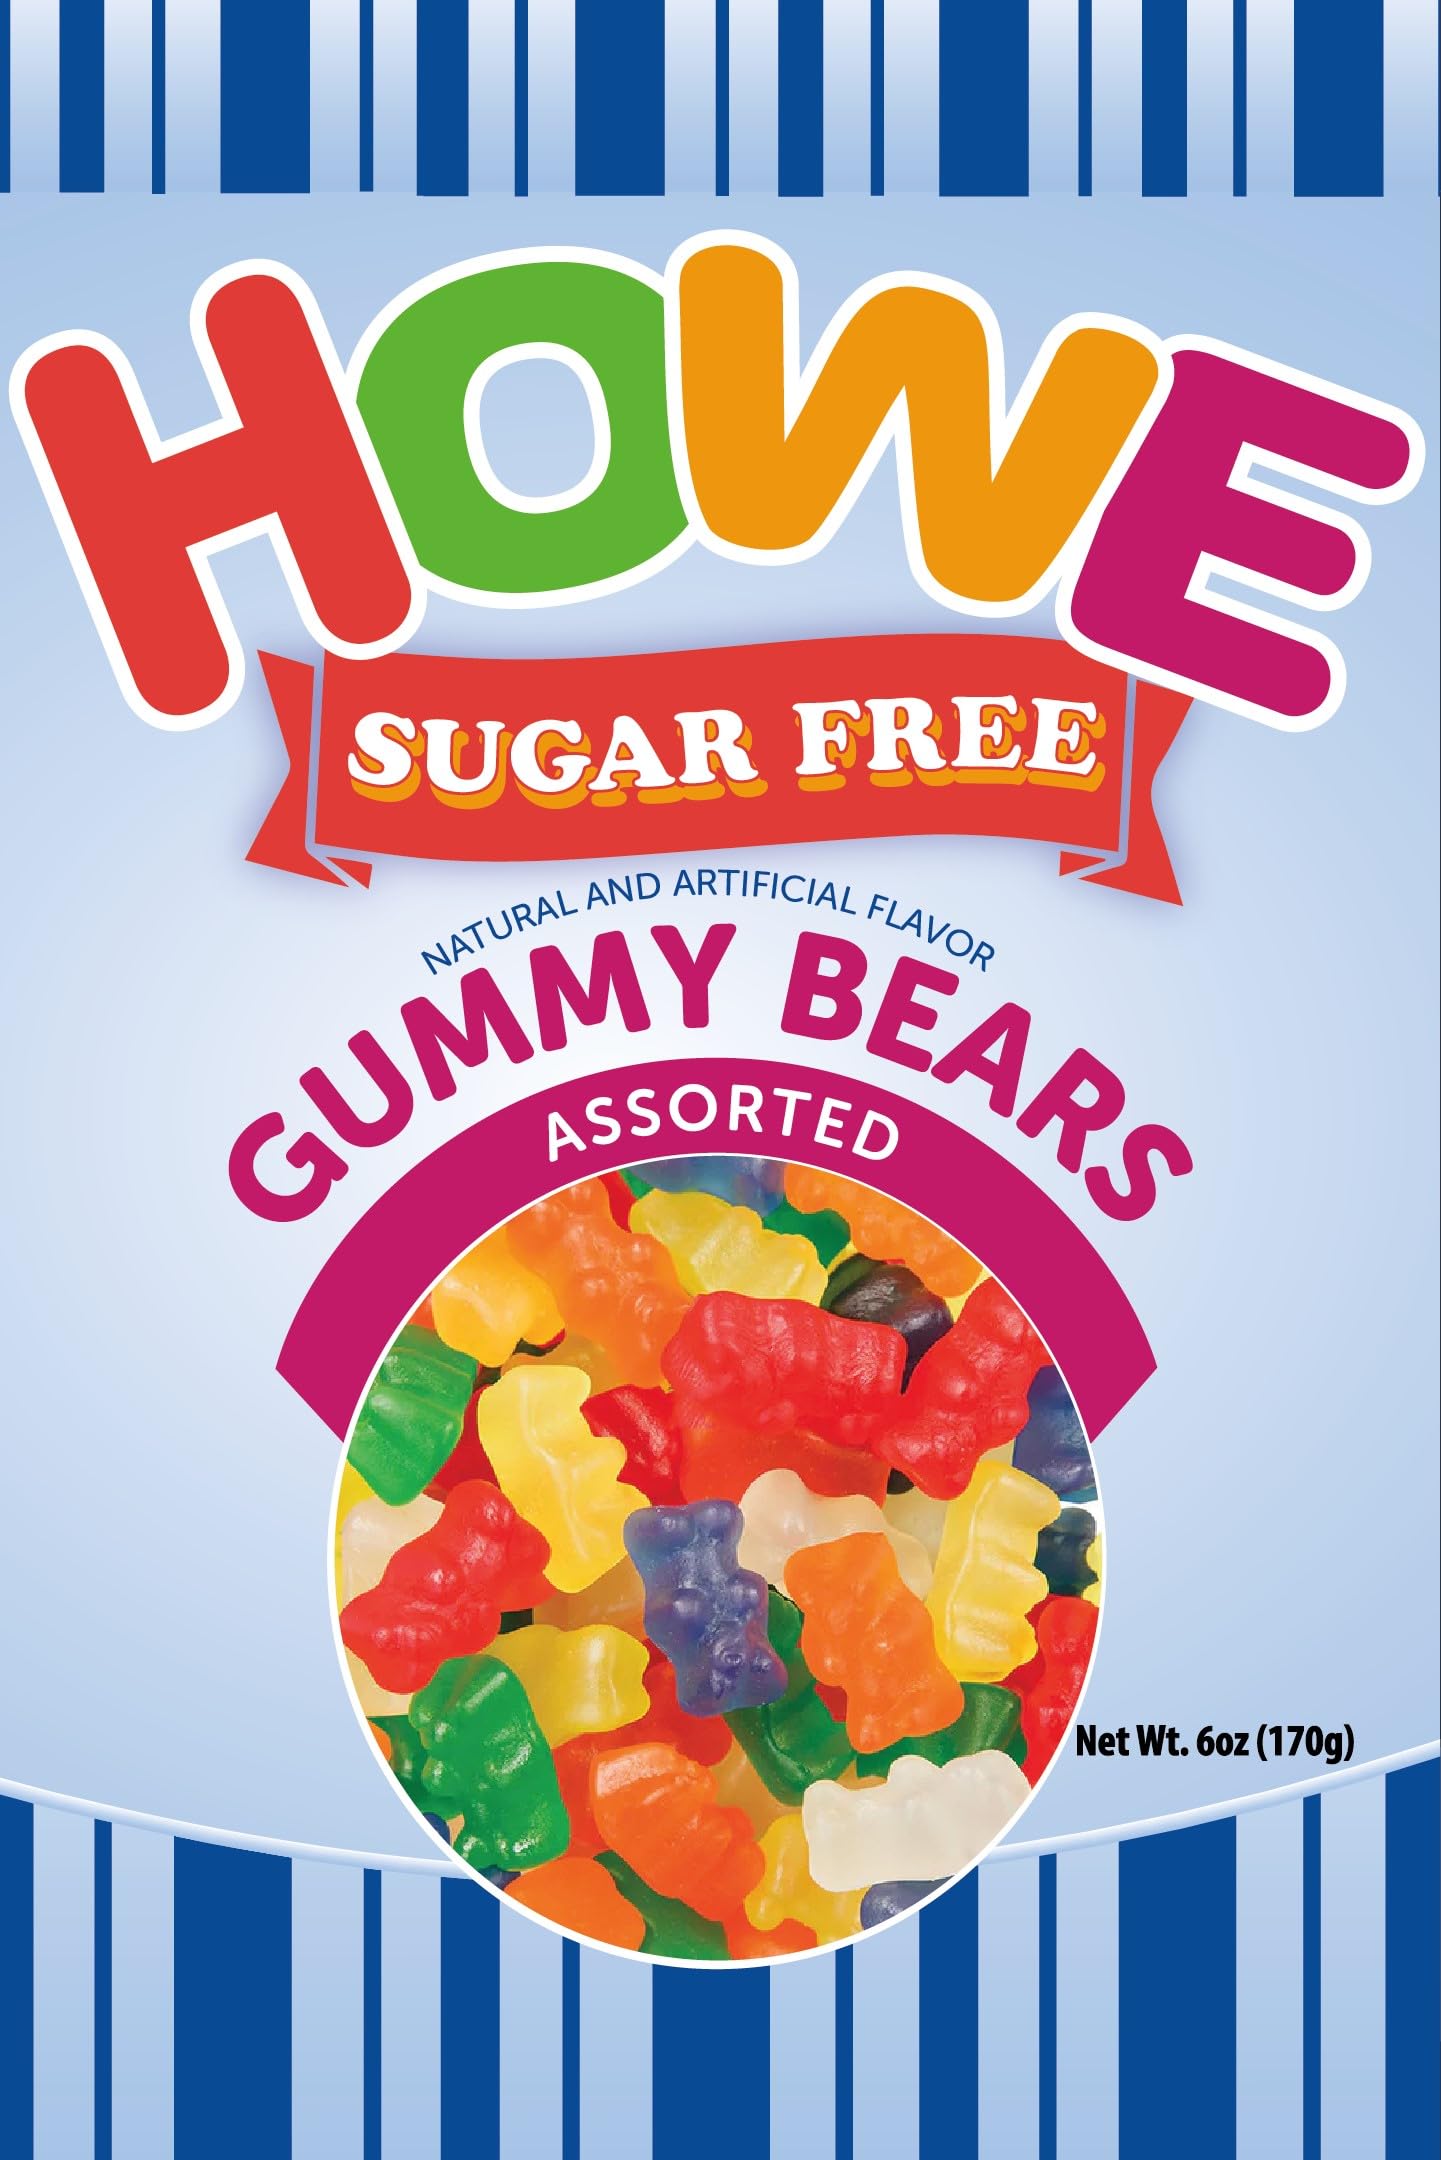 HOWE
SUGAR FREE
NATURAL AND ARTIFICIAL FLAVOR
GUMMY BEARS
ASSORTED
Net Wt. 6oz (170g)